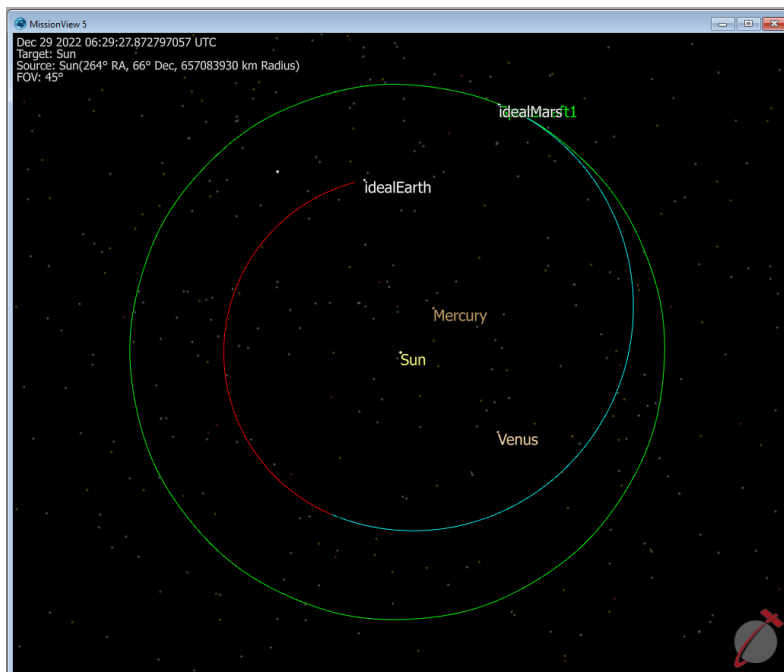 MissionView 5
Dec 29 2022 06:29:27.872797057 UTC
Target: Sun
Source: Sun(264° RA, 66° Dec, 657083930 km Radius)
FOV: 45°
idealMars
idealEarth
Mercury
Sun
Venus